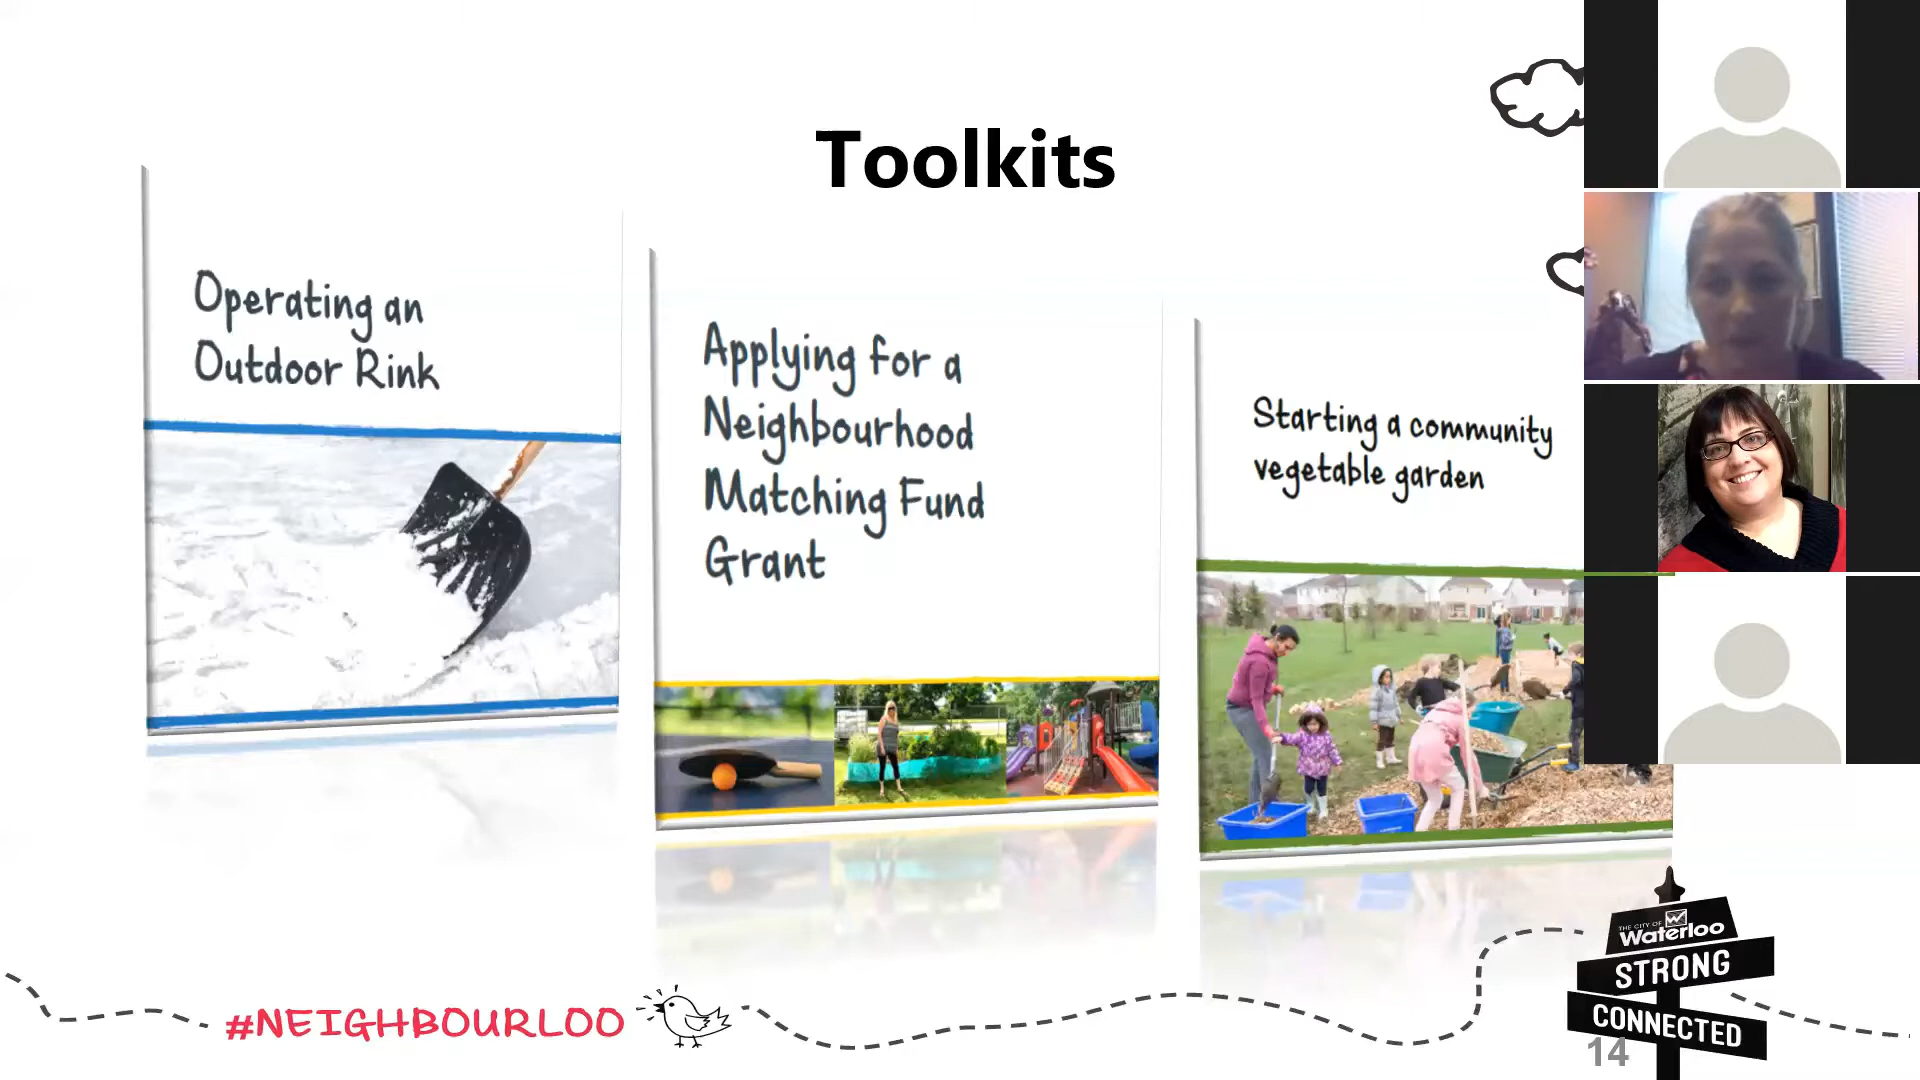 Toolkits
Operating an
Outdoor Rink
Applying for a
Neighbourhood
Matching Fund
Grant
Starting a community
vegetable garden
#NEIGHBOURLOO
THE CITY OF
Waterloo
STRONG
CONNECTED
14